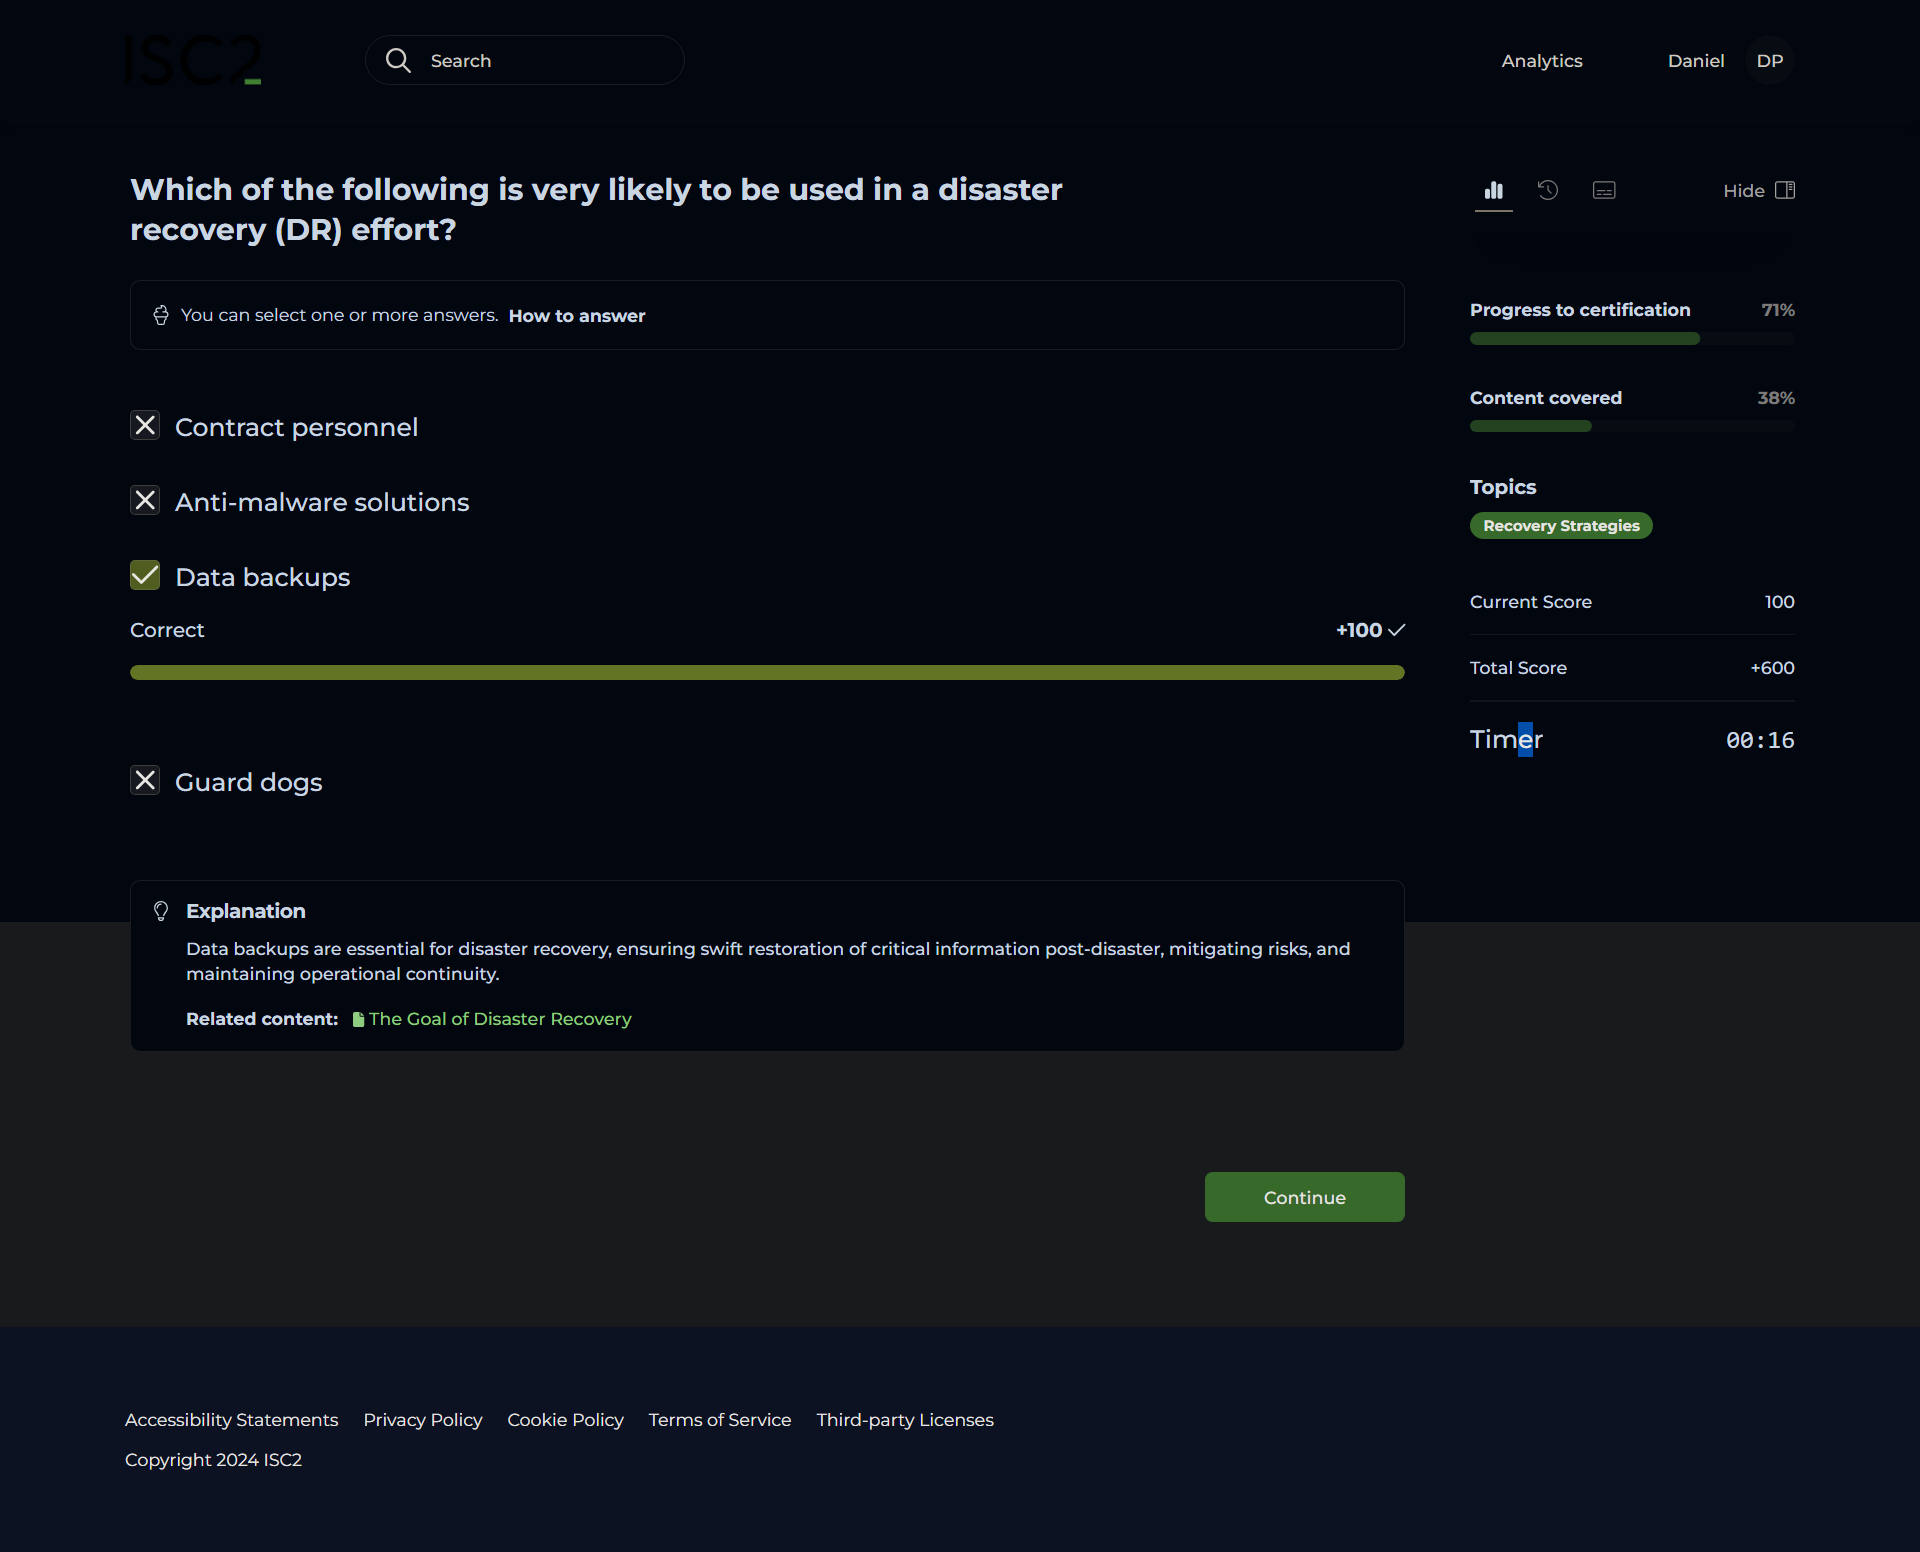 ISC2
Search
Analytics
Daniel
DP
Which of the following is very likely to be used in a disaster
recovery (DR) effort?
Hide
You can select one or more answers. How to answer
Contract personnel
Anti-malware solutions
Data backups
Correct
+100
Guard dogs
Progress to certification
71%
Content covered
38%
Topics
Recovery Strategies
Current Score
100
Total Score
+600
Timer
00:16
Explanation
Data backups are essential for disaster recovery, ensuring swift restoration of critical information post-disaster, mitigating risks, and
maintaining operational continuity.
Related content: The Goal of Disaster Recovery
Continue
Accessibility Statements
Privacy Policy
Cookie Policy
Terms of Service
Third-party Licenses
Copyright 2024 ISC2